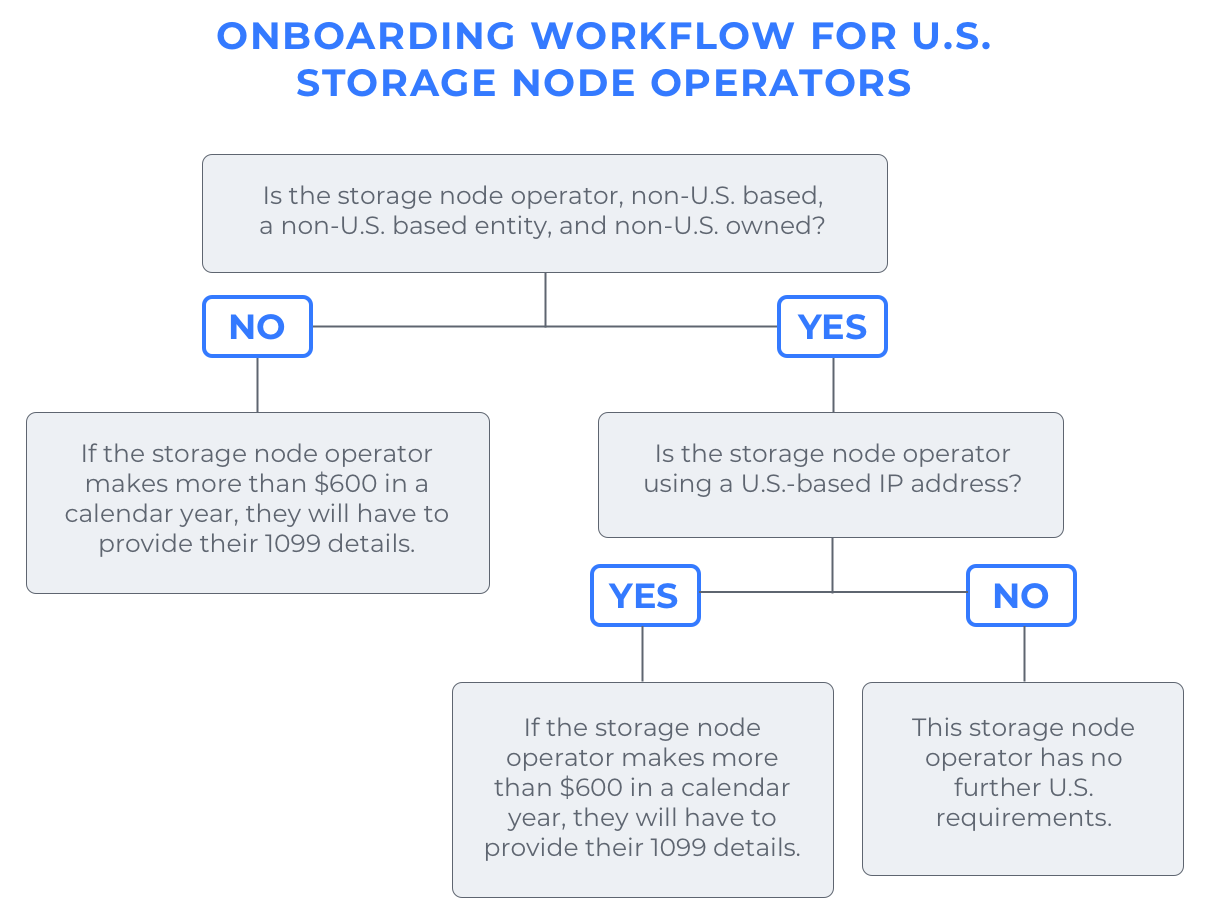 ONBOARDING WORKFLOW FOR U.S.
STORAGE NODE OPERATORS
Is the storage node operator, non-U.S. based,
a non-U.S. based entity, and non-U.S. owned?
NO
YES
If the storage node operator
makes more than $600 in a
calendar year, they will have to
provide their 1099 details.
Is the storage node operator
using a U.S.-based IP address?
YES
NO
If the storage node
operator makes more
than $600 in a calendar
year, they will have to
provide their 1099 details.
This storage node
operator has no
further U.S.
requirements.